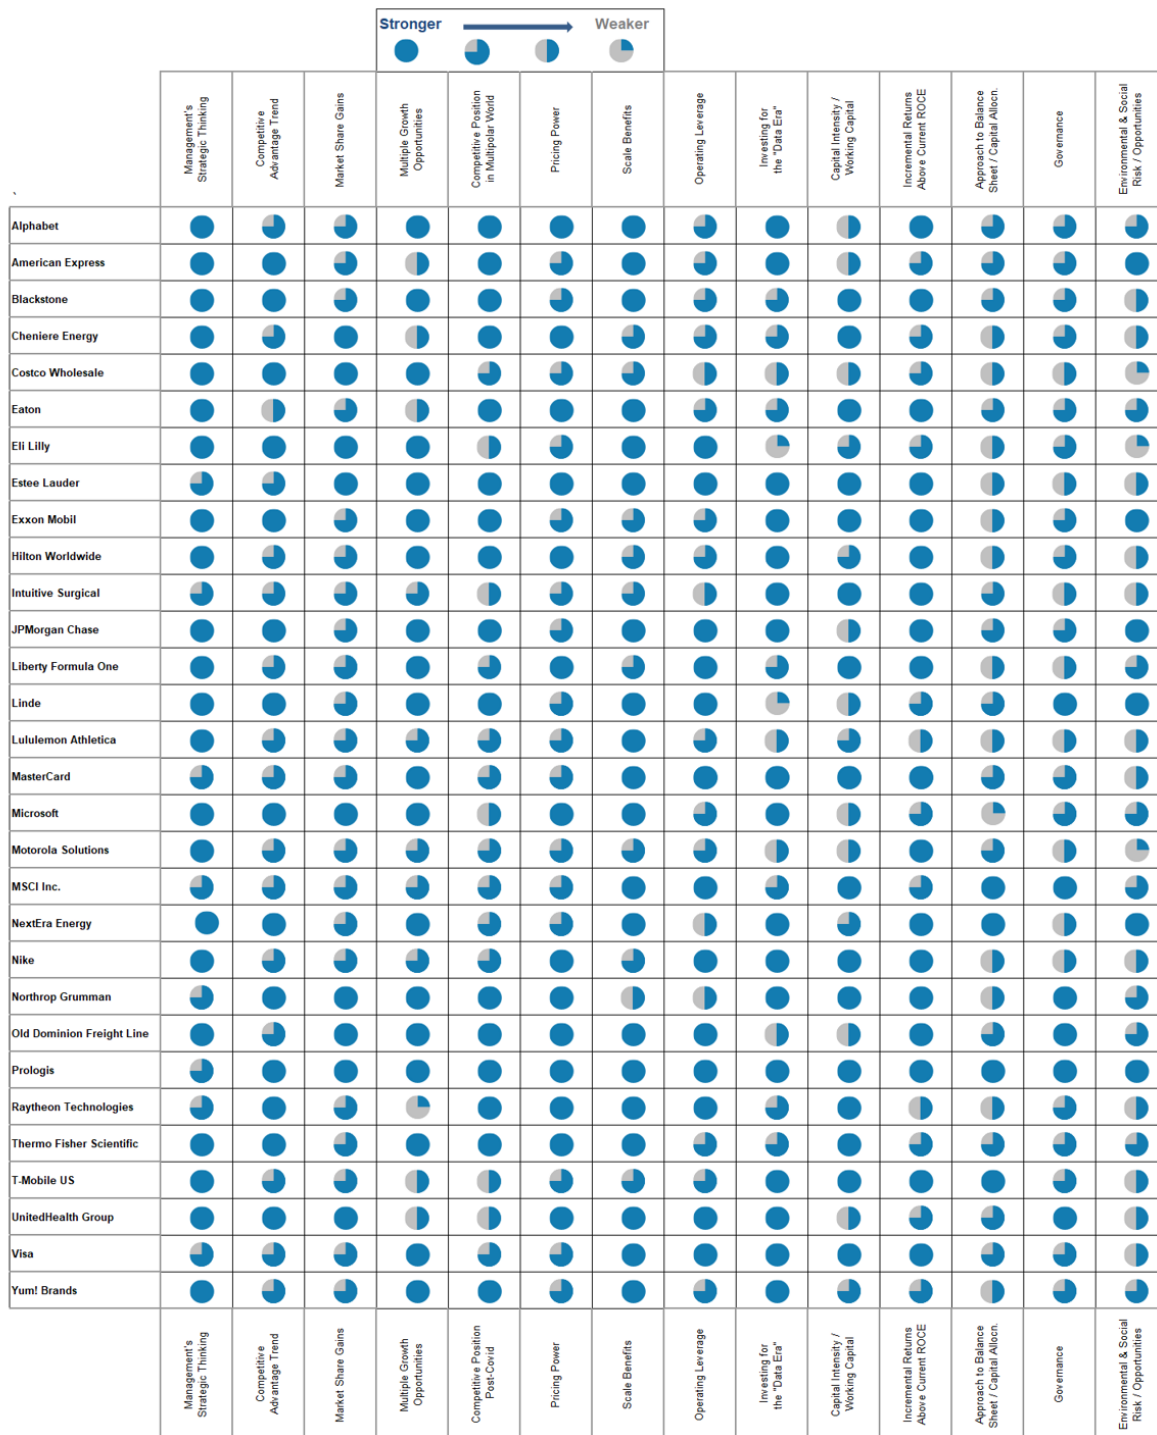 Stronger Weaker
Management's
Strategic Thinking
Competitive
Advantage Trend
Market Share Gains
Multiple Growth
Opportunities
Competitive Position
in Multipolar World
Pricing Power
Scale Benefits
Operating Leverage
Investing for
the "Data Era"
Capital Intensity /
Working Capital
Incremental Returns
Above Current ROCE
Approach to Balance
Sheet / Capital Allocn.
Governance
Environmental & Social
Risk / Opportunities
`
Alphabet
American Express
Blackstone
Cheniere Energy
Costco Wholesale
Eaton
Eli Lilly
Estee Lauder
Exxon Mobil
Hilton Worldwide
Intuitive Surgical
JPMorgan Chase
Liberty Formula One
Linde
Lululemon Athletica
MasterCard
Microsoft
Motorola Solutions
MSCI Inc.
NextEra Energy
Nike
Northrop Grumman
Old Dominion Freight Line
Prologis
Raytheon Technologies
Thermo Fisher Scientific
T-Mobile US
UnitedHealth Group
Visa
Yum! Brands
Management's
Strategic Thinking
Competitive
Advantage Trend
Market Share Gains
Multiple Growth
Opportunities
Competitive Position
Post-Covid
Pricing Power
Scale Benefits
Operating Leverage
Investing for
the "Data Era"
Capital Intensity /
Working Capital
Incremental Returns
Above Current ROCE
Approach to Balance
Sheet / Capital Allocn.
Governance
Environmental & Social
Risk / Opportunities